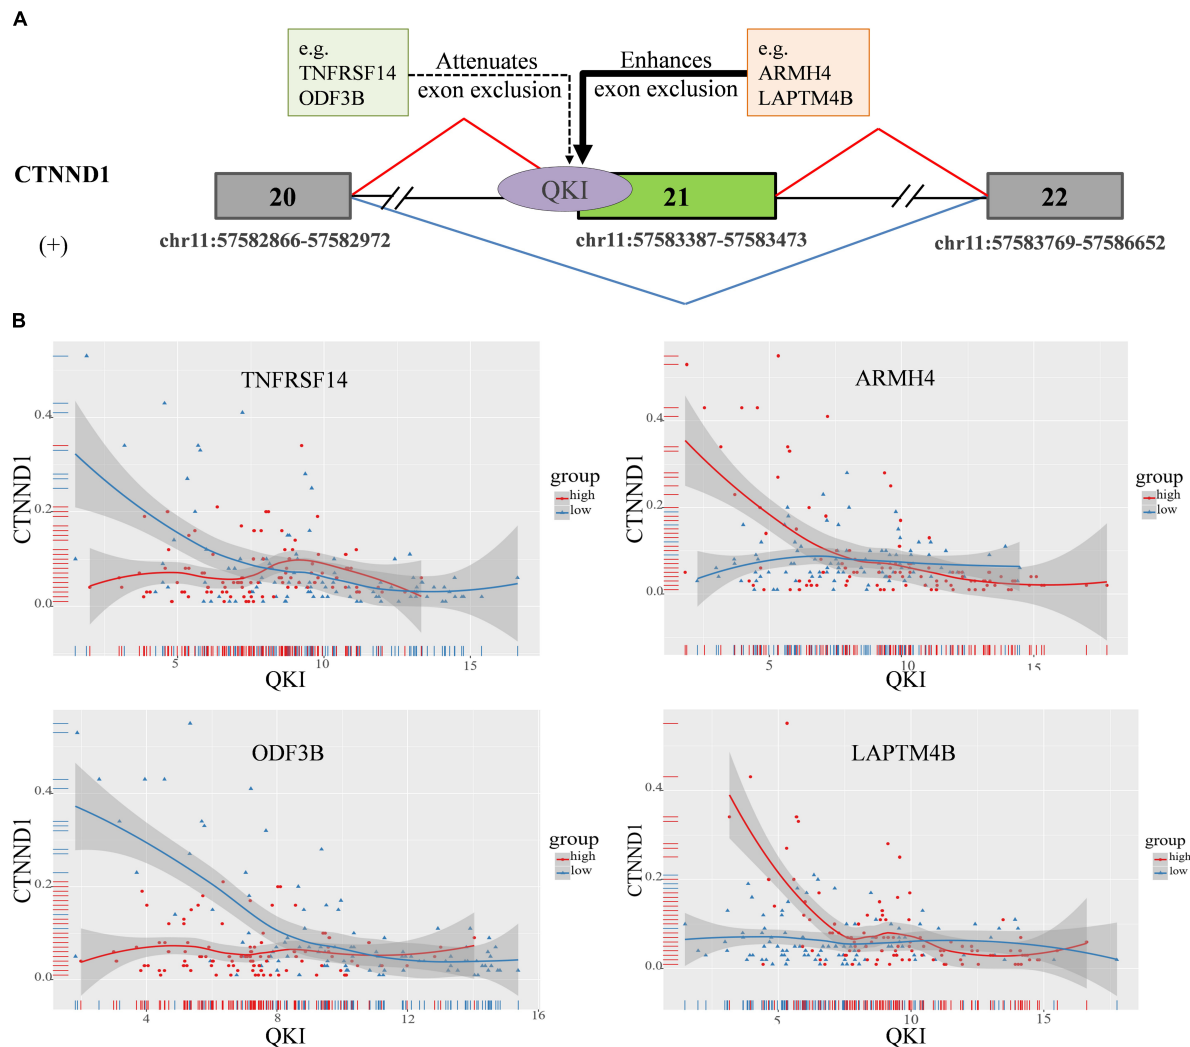 A
e.g.
TNFRSF14
ODF3B
Attenuates
exon exclusion
Enhances
exon exclusion
e.g.
ARMH4
LAPTM4B
CTNND1
20
QKI
21
22
(+)
chr11:57582866-57582972
chr11:57583387-57583473
chr11:57583769-57586652
B
TNFRSF14
CTNND1
0.4
0.2
0.0
5
10
15
QKI
group
high
low
ARMH4
CTNND1
0.4
0.2
0.0
5
10
15
QKI
group
high
low
ODF3B
CTNND1
0.4
0.2
0.0
4
8
12
16
QKI
group
high
low
LAPTM4B
CTNND1
0.4
0.2
0.0
5
10
15
QKI
group
high
low